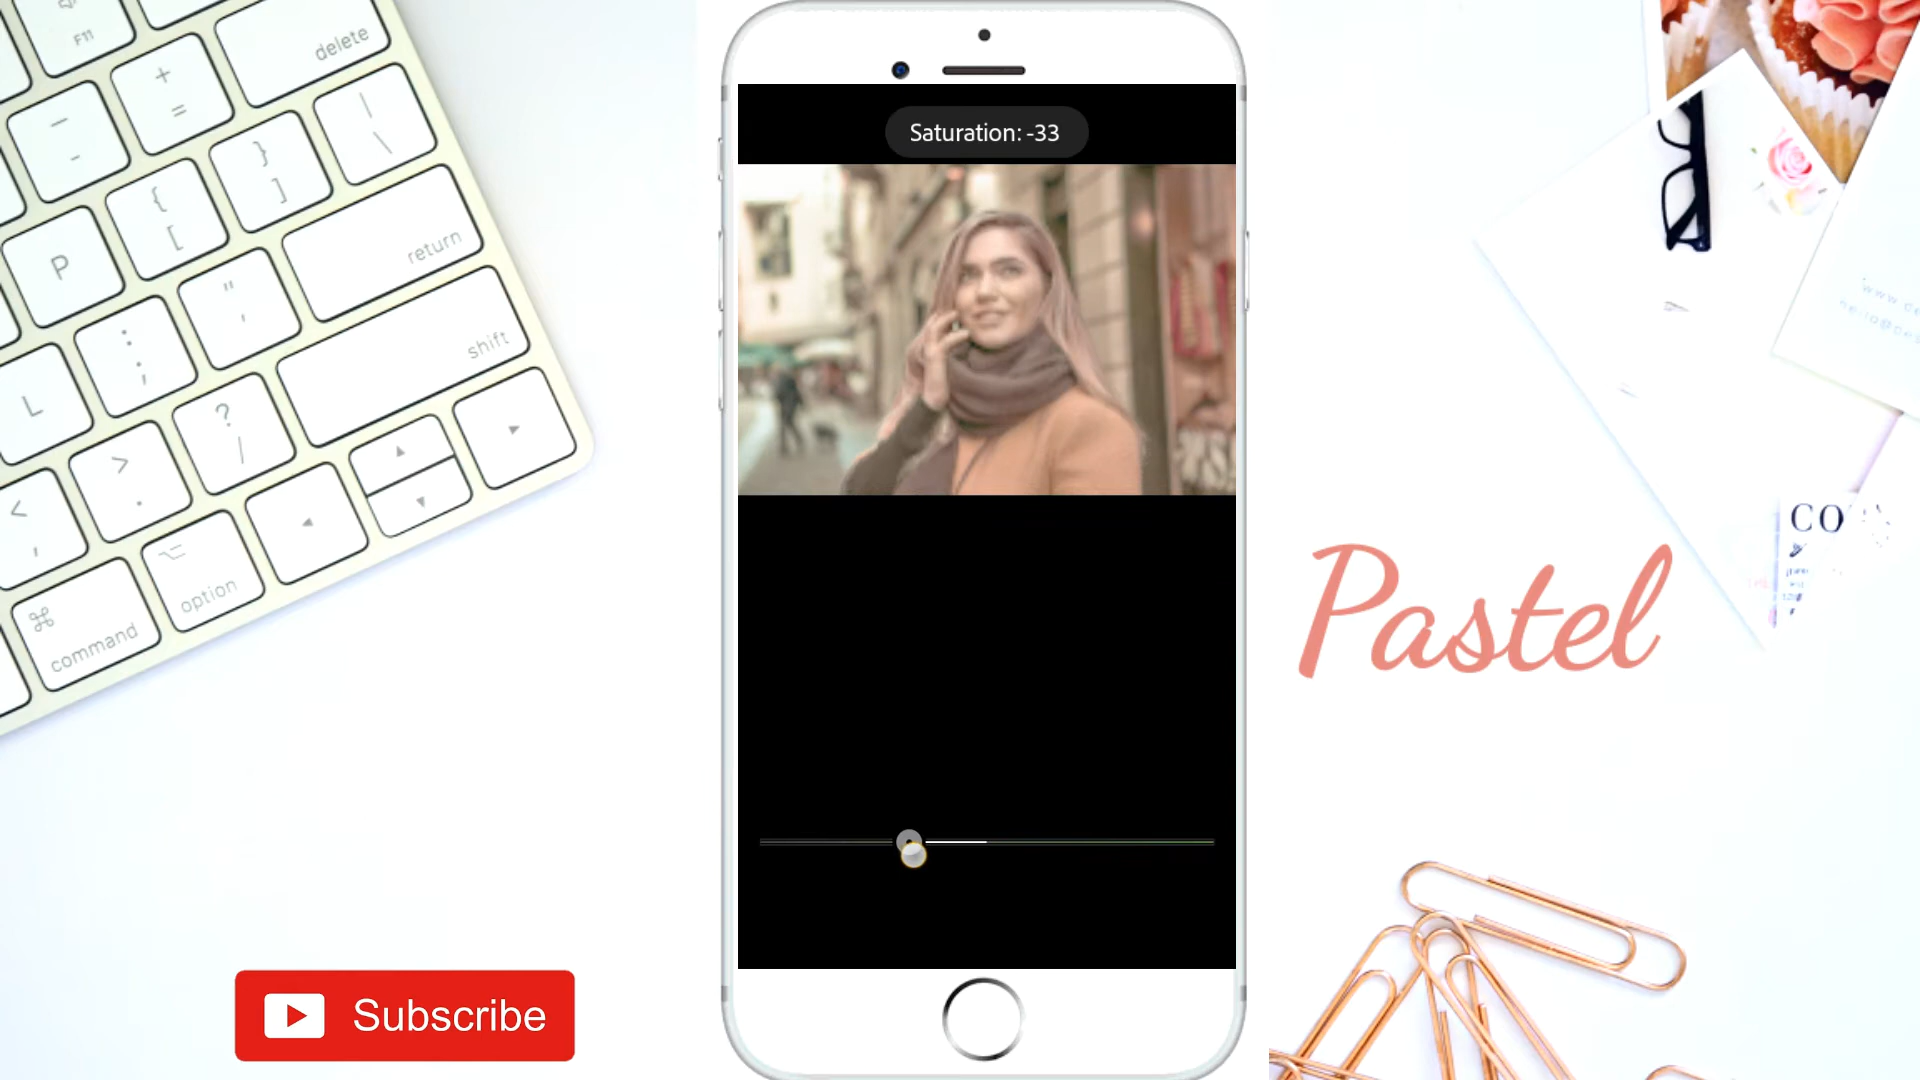 F11
delete
+
=
—
-
|
\
}
]
{
[
P
return
"
'
:
;
shift
L
?
/
>
.
<
,
option
command
Saturation: -33
Pastel
CO
Subscribe